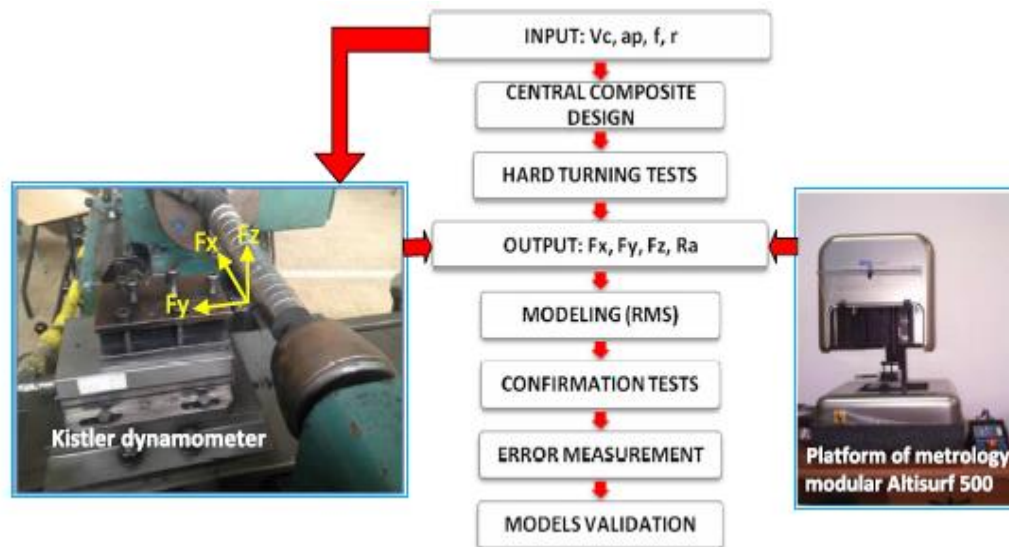 INPUT: Vc, ap, f, r
CENTRAL COMPOSITE
DESIGN
HARD TURNING TESTS
OUTPUT: Fx, Fy, Fz, Ra
MODELING (RMS)
CONFIRMATION TESTS
ERROR MEASUREMENT
MODELS VALIDATION
Fx
Fz
Fy
Kistler dynamometer
Platform of metrology
modular Altisurf 500